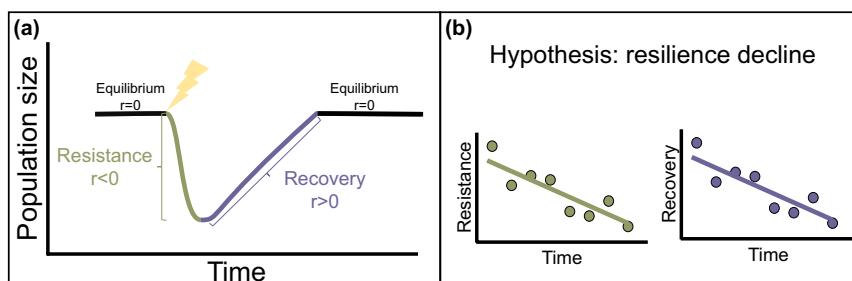 (a)
Population size
Equilibrium
r=0
Equilibrium
r=0
Resistance
r<0
Recovery
r>0
Time
(b)
Hypothesis: resilience decline
Resistance
Time
Recovery
Time